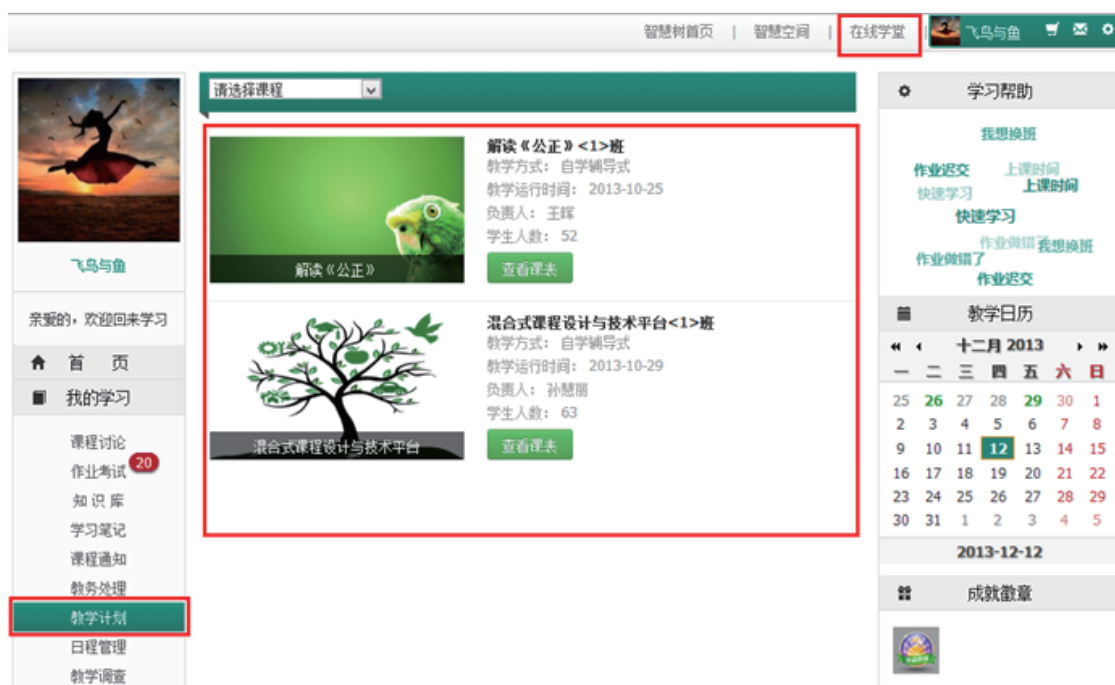 智慧树首页 | 智慧空间 | 在线学堂 | 飞鸟与鱼
飞鸟与鱼
亲爱的，欢迎回来学习
首 页
我的学习
课程讨论
作业考试 20
知 识 库
学习笔记
课程通知
教务处理
教学计划
日程管理
教学调查
请选择课程
解读《公正》
解读《公正》<1>班
教学方式： 自学辅导式
教学运行时间： 2013-10-25
负责人： 王晖
学生人数： 52
查看课表
混合式课程设计与技术平台
混合式课程设计与技术平台<1>班
教学方式： 自学辅导式
教学运行时间： 2013-10-29
负责人： 孙慧丽
学生人数： 63
查看课表
学习帮助
我想换班
作业迟交 上课时间
快速学习 上课时间
快速学习
作业做错了 我想换班
作业做错了
作业迟交
教学日历
十二月 2013
一 二 三 四 五 六 日
25 26 27 28 29 30 1
2 3 4 5 6 7 8
9 10 11 12 13 14 15
16 17 18 19 20 21 22
23 24 25 26 27 28 29
30 31 1 2 3 4 5
2013-12-12
成就徽章